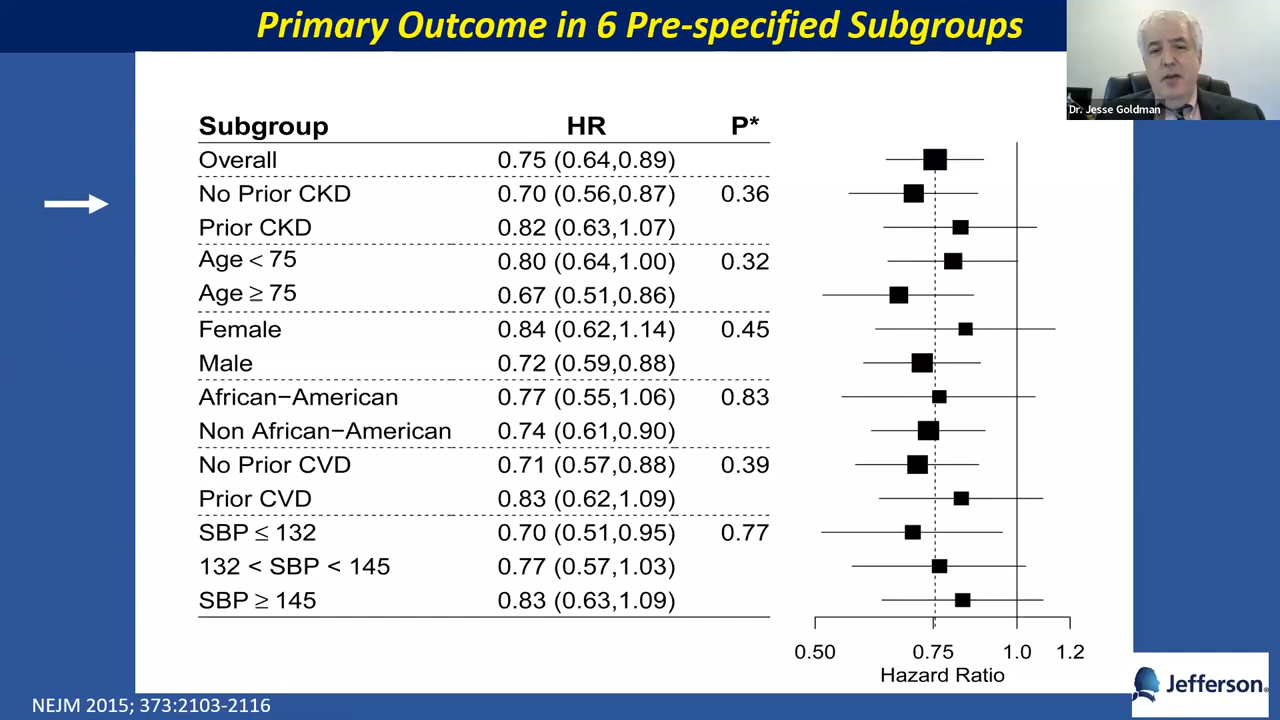 Primary Outcome in 6 Pre-specified Subgroups
Dr. Jesse Goldman
Subgroup HR P*
Overall 0.75 (0.64,0.89)
No Prior CKD 0.70 (0.56,0.87) 0.36
Prior CKD 0.82 (0.63,1.07)
Age < 75 0.80 (0.64,1.00) 0.32
Age ≥ 75 0.67 (0.51,0.86)
Female 0.84 (0.62,1.14) 0.45
Male 0.72 (0.59,0.88)
African−American 0.77 (0.55,1.06) 0.83
Non African−American 0.74 (0.61,0.90)
No Prior CVD 0.71 (0.57,0.88) 0.39
Prior CVD 0.83 (0.62,1.09)
SBP ≤ 132 0.70 (0.51,0.95) 0.77
132 < SBP < 145 0.77 (0.57,1.03)
SBP ≥ 145 0.83 (0.63,1.09)
0.50 0.75 1.0 1.2
Hazard Ratio
Jefferson®
NEJM 2015; 373:2103-2116